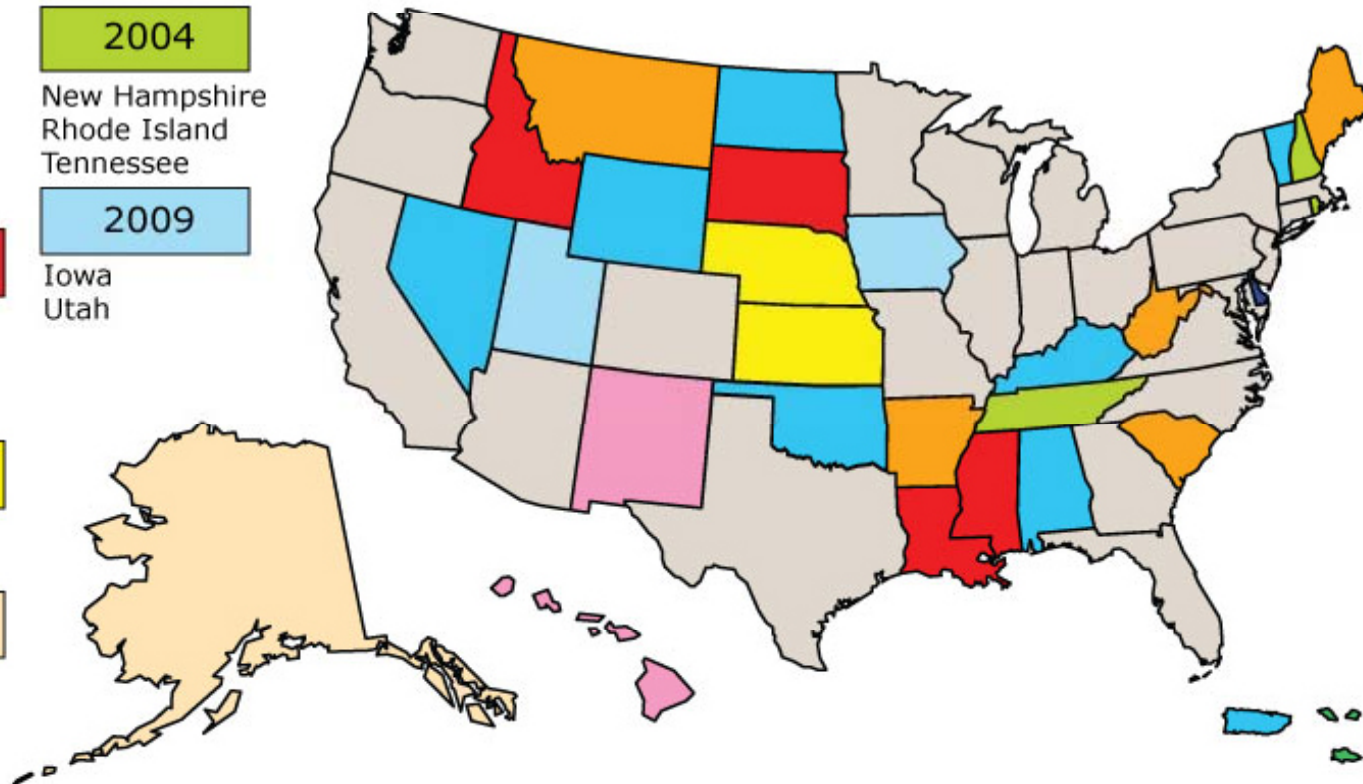 2004
New Hampshire
Rhode Island
Tennessee
2009
Iowa
Utah